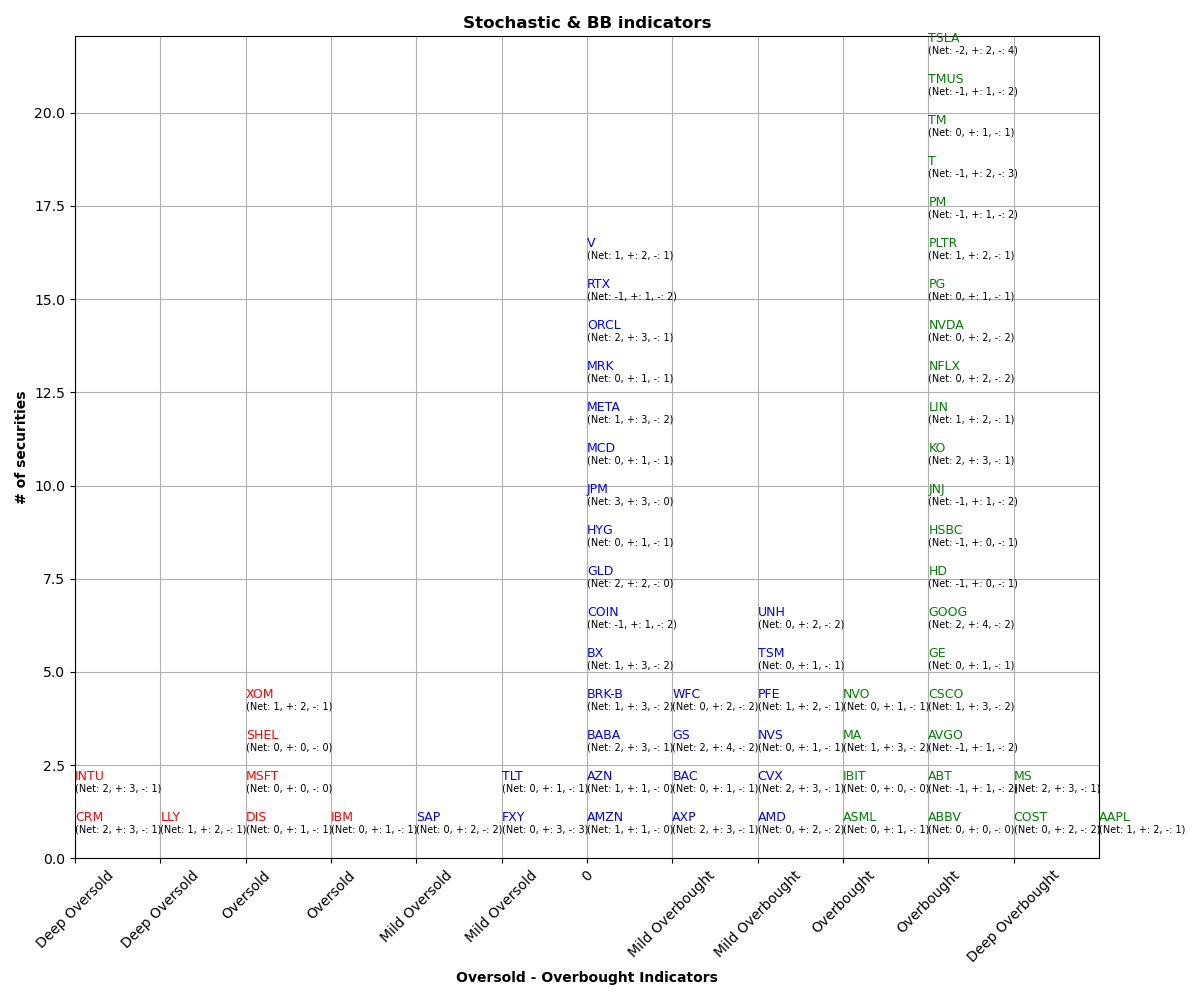 Stochastic & BB indicators
TSLA
(Net: -2, +: 2, -: 4)
TMUS
(Net: -1, +: 1, -: 2)
20.0
TM
(Net: 0, +: 1, -: 1)
T
(Net: -1, +: 2, -: 3)
17.5
PM
(Net: -1, +: 1, -: 2)
V PLTR
(Net: 1, +: 2, -: 1) (Net: 1, +: 2, -: 1)
RTX PG
15.0 (Net: -1, +: 1, -: 2) (Net: 0, +: 1, -: 1)
ORCL NVDA
(Net: 2, +: 3, -: 1) (Net: 0, +: 2, -: 2)
MRK NFLX
(Net: 0, +: 1, -: 1) (Net: 0, +: 2, -: 2)
12.5
META LIN
(Net: 1, +: 3, -: 2) (Net: 1, +: 2, -: 1)
MCD KO
(Net: 0, +: 1, -: 1) (Net: 2, +: 3, -: 1)
10.0 JPM JNJ
(Net: 3, +: 3, -: 0) (Net: -1, +: 1, -: 2)
HYG HSBC
(Net: 0, +: 1, -: 1) (Net: -1, +: 0, -: 1)
GLD HD
7.5 (Net: 2, +: 2, -: 0) (Net: -1, +: 0, -: 1)
COIN UNH GOOG
(Net: -1, +: 1, -: 2) (Net: 0, +: 2, -: 2) (Net: 2, +: 4, -: 2)
BX TSM GE
(Net: 1, +: 3, -: 2) (Net: 0, +: 1, -: 1) (Net: 0, +: 1, -: 1)
5.0
XOM BRK-B WFC PFE NVO CSCO
(Net: 1, +: 2, -: 1) (Net: 1, +: 3, -: 2) (Net: 0, +: 2, -: 2) (Net: 1, +: 2, -: 1) (Net: 0, +: 1, -: 1) (Net: 1, +: 3, -: 2)
SHEL BABA GS NVS MA AVGO
(Net: 0, +: 0, -: 0) (Net: 2, +: 3, -: 1) (Net: 2, +: 4, -: 2) (Net: 0, +: 1, -: 1) (Net: 1, +: 3, -: 2) (Net: -1, +: 1, -: 2)
2.5
INTU MSFT TLT AZN BAC CVX IBIT ABT MS
(Net: 2, +: 3, -: 1) (Net: 0, +: 0, -: 0) (Net: 0, +: 1, -: 1) (Net: 1, +: 1, -: 0) (Net: 0, +: 1, -: 1) (Net: 2, +: 3, -: 1) (Net: 0, +: 0, -: 0) (Net: -1, +: 1, -: 2) (Net: 2, +: 3, -: 1)
CRM LLY DIS IBM SAP FXY AMZN AXP AMD ASML ABBV COST AAPL
(Net: 2, +: 3, -: 1) (Net: 1, +: 2, -: 1) (Net: 0, +: 1, -: 1) (Net: 0, +: 1, -: 1) (Net: 0, +: 2, -: 2) (Net: 0, +: 3, -: 3) (Net: 1, +: 1, -: 0) (Net: 2, +: 3, -: 1) (Net: 0, +: 2, -: 2) (Net: 0, +: 1, -: 1) (Net: 0, +: 0, -: 0) (Net: 0, +: 2, -: 2) (Net: 1, +: 2, -: 1)
0.0
# of securities
Deep Oversold Deep Oversold Oversold Oversold Mild Oversold Mild Oversold 0 Mild Overbought Mild Overbought Overbought Overbought Deep Overbought
Oversold - Overbought Indicators